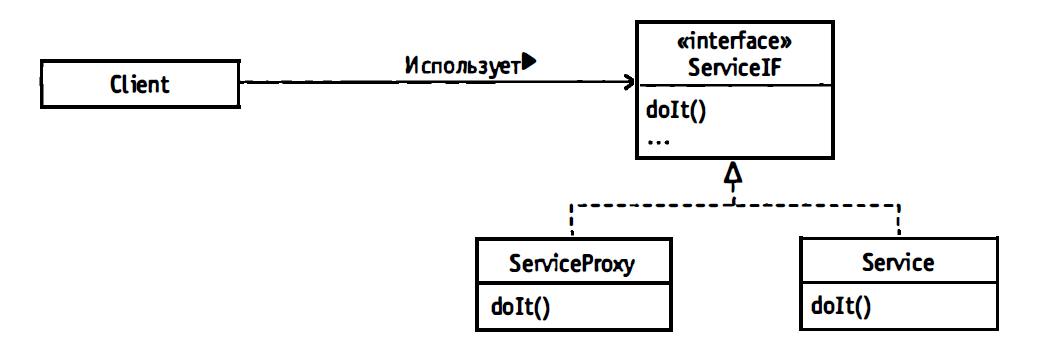 «interface»
Использует
ServiceIF
Client
doIt()
...
ServiceProxy
Service
doIt()
doIt()